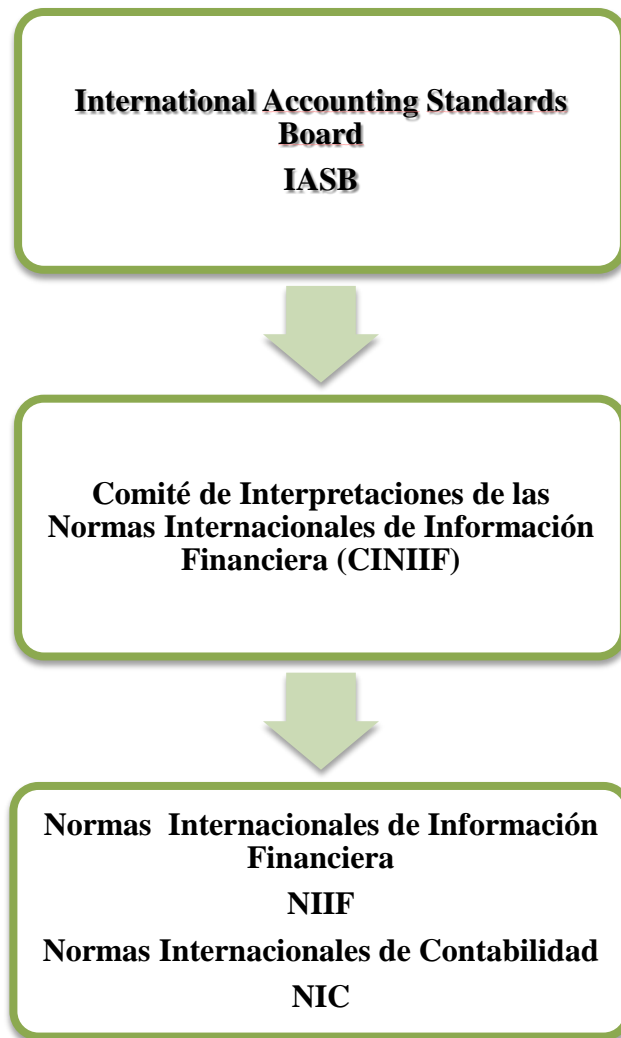 International Accounting Standards
Board
IASB
Comité de Interpretaciones de las
Normas Internacionales de Información
Financiera (CINIIF)
Normas Internacionales de Información
Financiera
NIIF
Normas Internacionales de Contabilidad
NIC